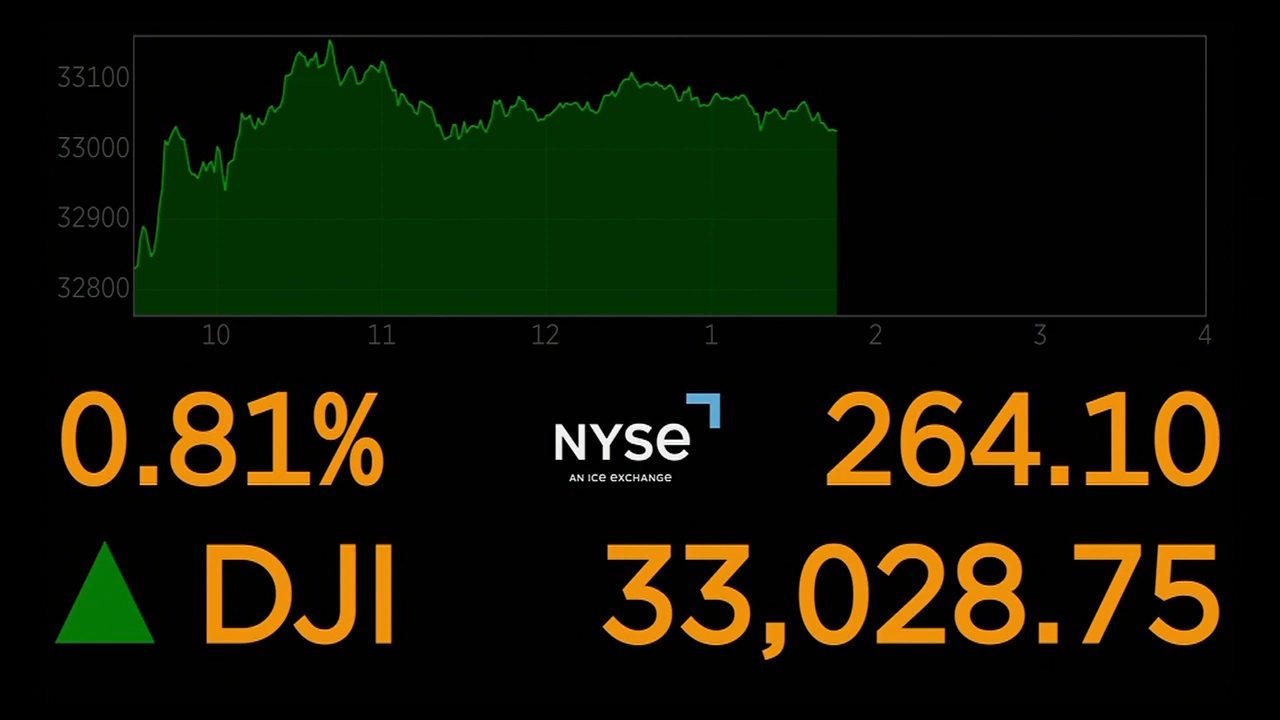 33100
33000
32900
32800
10 11 12 1 2 3 4
0.81% NYSE 264.10
AN ICE EXCHANGE
DJI 33,028.75